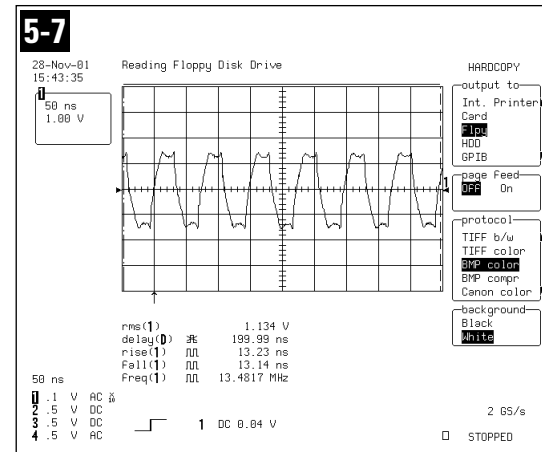 5-7
28-Nov-01
15:43:35
Reading Floppy Disk Drive
1
50 ns
1.00 V
HARDCOPY
output to
Int. Printer
Card
Flpy
HDD
GPIB
page feed
Off On
protocol
TIFF b/w
TIFF color
BMP color
BMP compr
Canon color
background
Black
White
1
rms(1) 1.134 V
delay(1) 199.99 ns
rise(1) 13.23 ns
fall(1) 13.14 ns
freq(1) 13.4817 MHz
50 ns
1 .1 V AC X10
2 .5 V DC
3 .5 V DC
4 .5 V AC
1 DC 0.04 V
2 GS/s
STOPPED